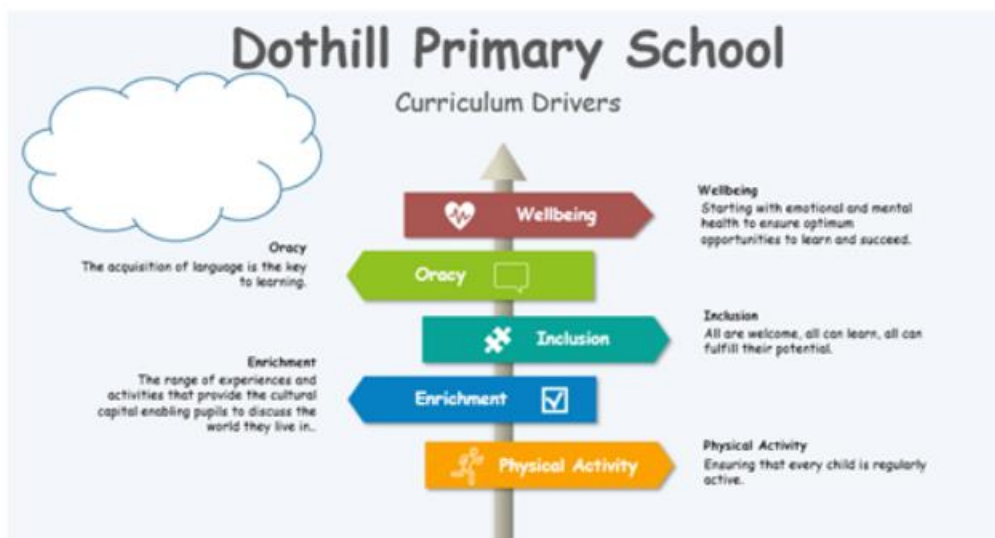 Dothill Primary School
Curriculum Drivers
Wellbeing
Wellbeing
Starting with emotional and mental
health to ensure optimum
opportunities to learn and succeed.
Oracy
The acquisition of language is the key
to learning.
Oracy
Inclusion
Inclusion
All are welcome, all can learn, all can
fulfill their potential.
Enrichment
The range of experiences and
activities that provide the cultural
capital enabling pupils to discuss the
world they live in..
Enrichment
Physical Activity
Physical Activity
Ensuring that every child is regularly
active.